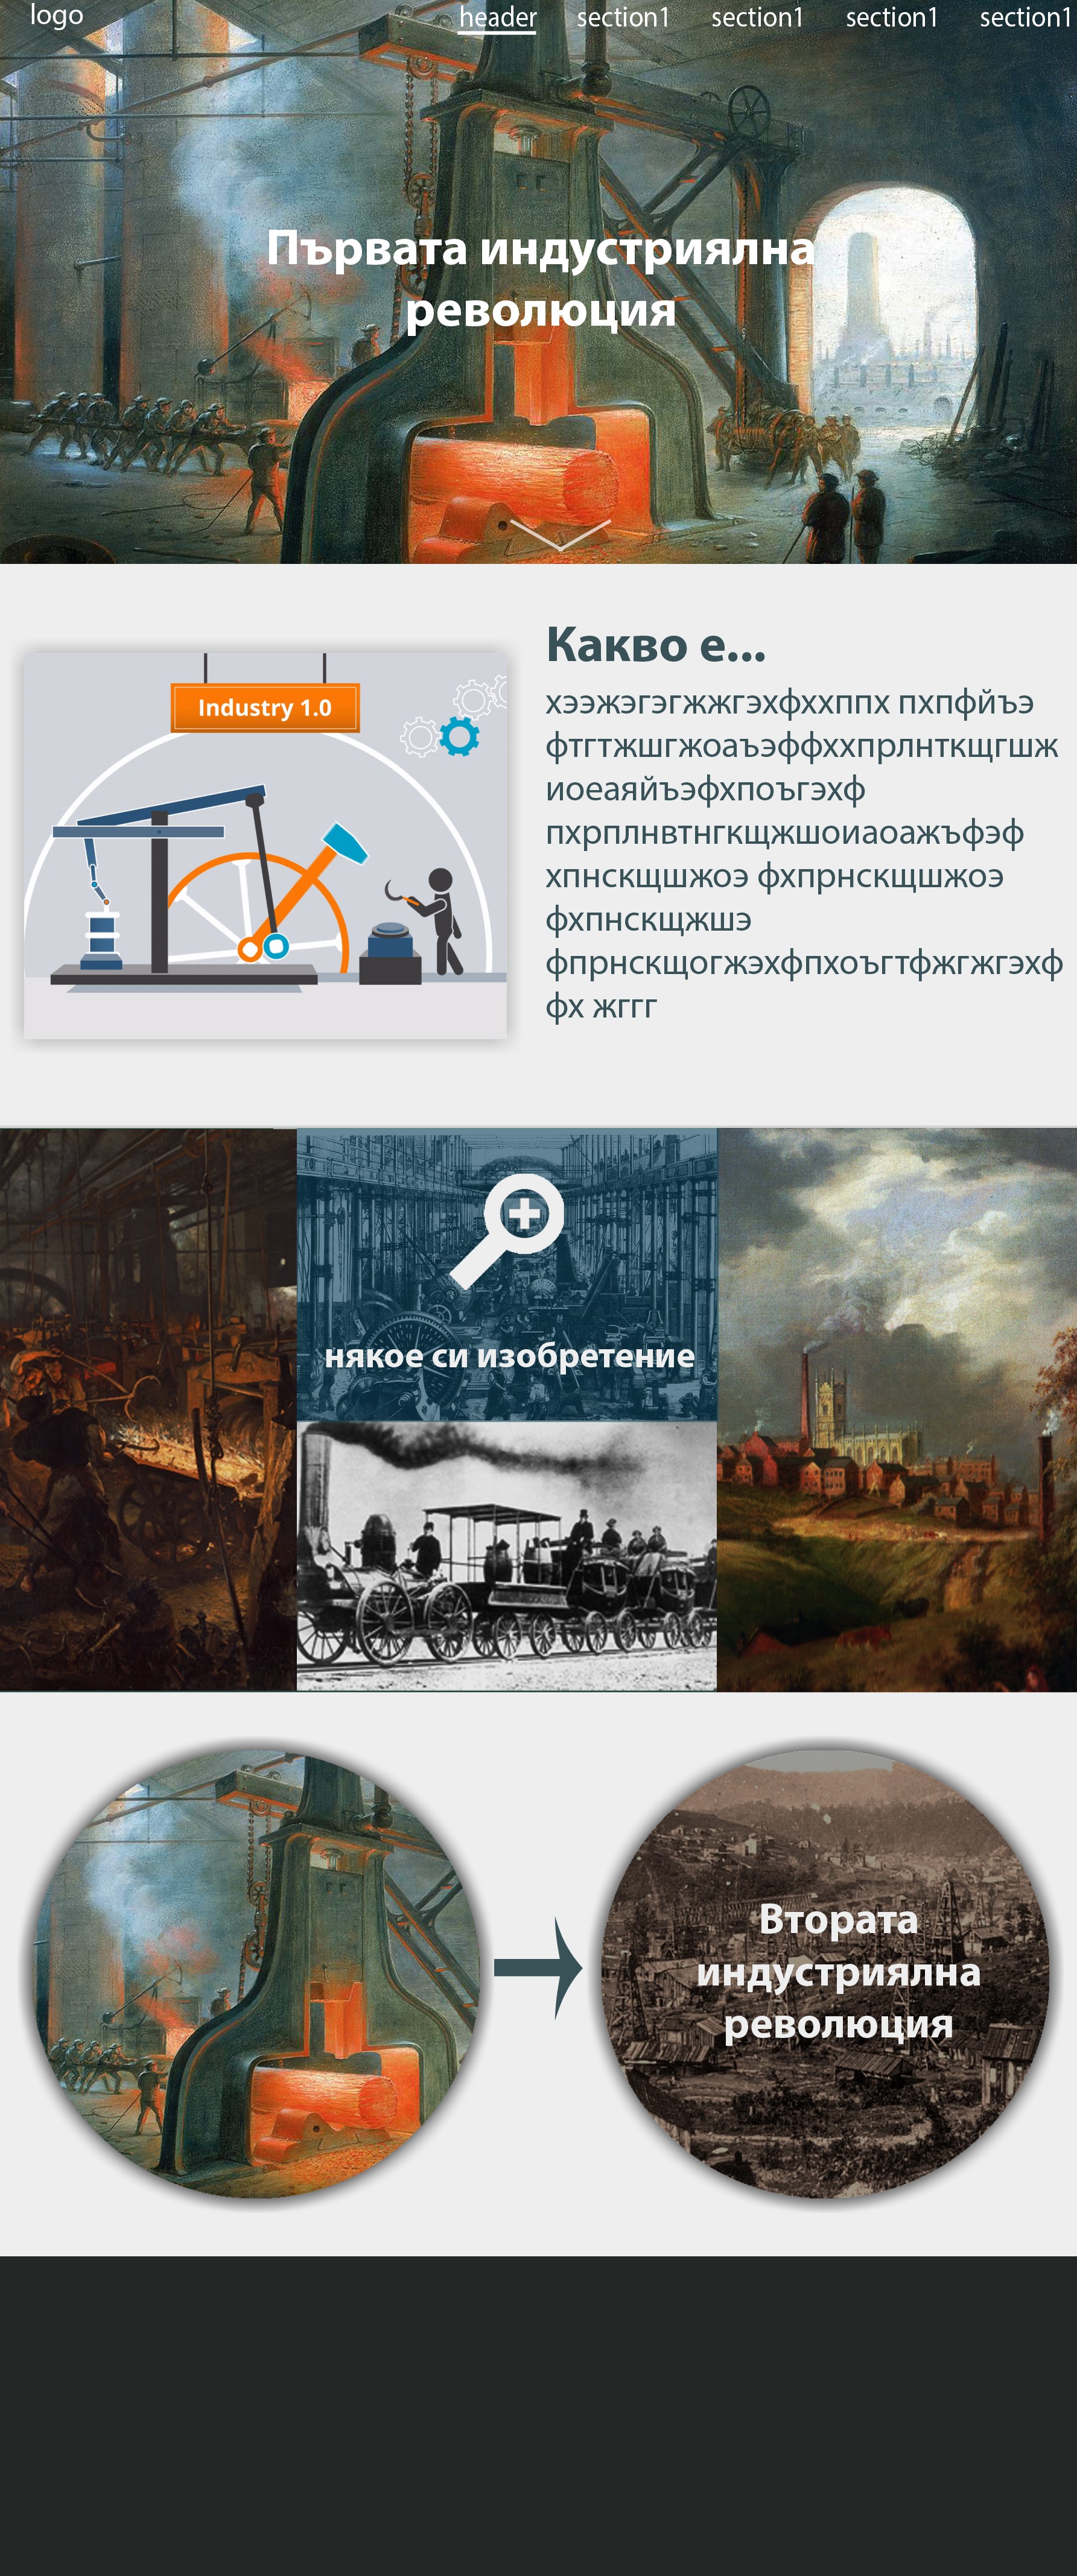 logo
header section1 section1 section1 section1
Първата индустриялна
революция
Industry 1.0
Какво е...
хээжэгэгжжгэхфххппх пхпфйъэ
фтгтжшгжоаъэффххпрлнткщгшж
иоеаяйъэфхпоъгэхф
пхрплнвтнгкщжшоиаоажъфэф
хпнскщшжоэ фхпрнскщшжоэ
фхпнскщжшэ
фпрнскщогжэхфпхоъгтфжгжгэхф
фх жггг
някое си изобретение
Втората
индустриялна
революция